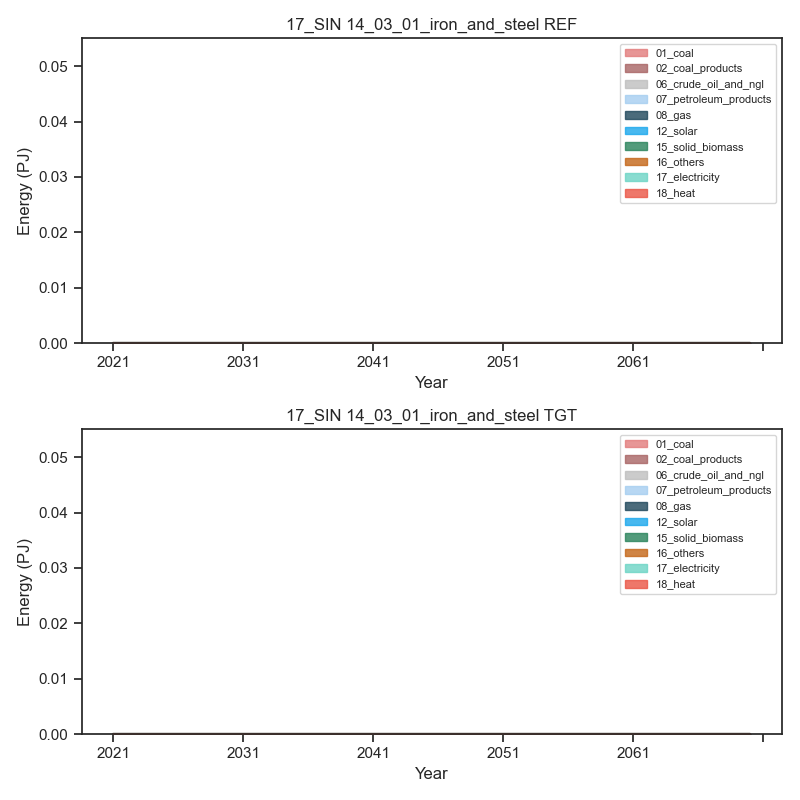 17_SIN 14_03_01_iron_and_steel REF
01_coal
02_coal_products
06_crude_oil_and_ngl
07_petroleum_products
08_gas
12_solar
15_solid_biomass
16_others
17_electricity
18_heat
Energy (PJ)
0.05
0.04
0.03
0.02
0.01
0.00
2021 2031 2041 2051 2061
Year
17_SIN 14_03_01_iron_and_steel TGT
01_coal
02_coal_products
06_crude_oil_and_ngl
07_petroleum_products
08_gas
12_solar
15_solid_biomass
16_others
17_electricity
18_heat
Energy (PJ)
0.05
0.04
0.03
0.02
0.01
0.00
2021 2031 2041 2051 2061
Year